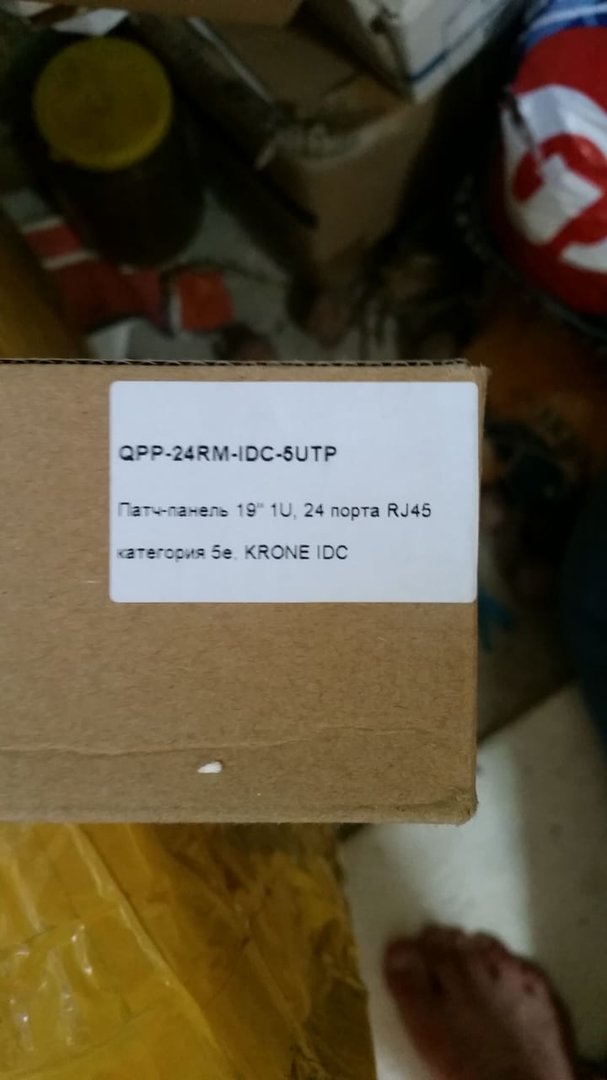 QPP-24RM-IDC-5UTP
Патч-панель 19" 1U, 24 порта RJ45
категория 5е, KRONE IDC